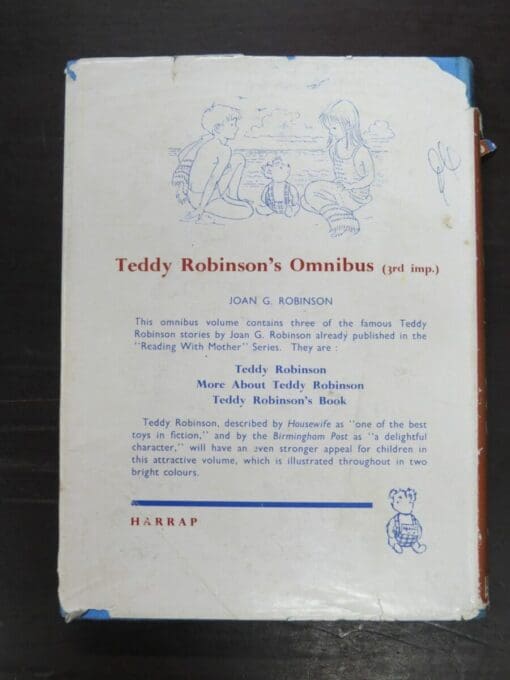 Teddy Robinson's Omnibus (3rd imp.)
JOAN G. ROBINSON
This omnibus volume contains three of the famous Teddy
Robinson stories by Joan G. Robinson already published in the
"Reading With Mother" Series. They are :
Teddy Robinson
More About Teddy Robinson
Teddy Robinson's Book
Teddy Robinson, described by Housewife as "one of the best
toys in fiction," and by the Birmingham Post as "a delightful
character," will have an even stronger appeal for children in
this attractive volume, which is illustrated throughout in two
bright colours.
HARRAP